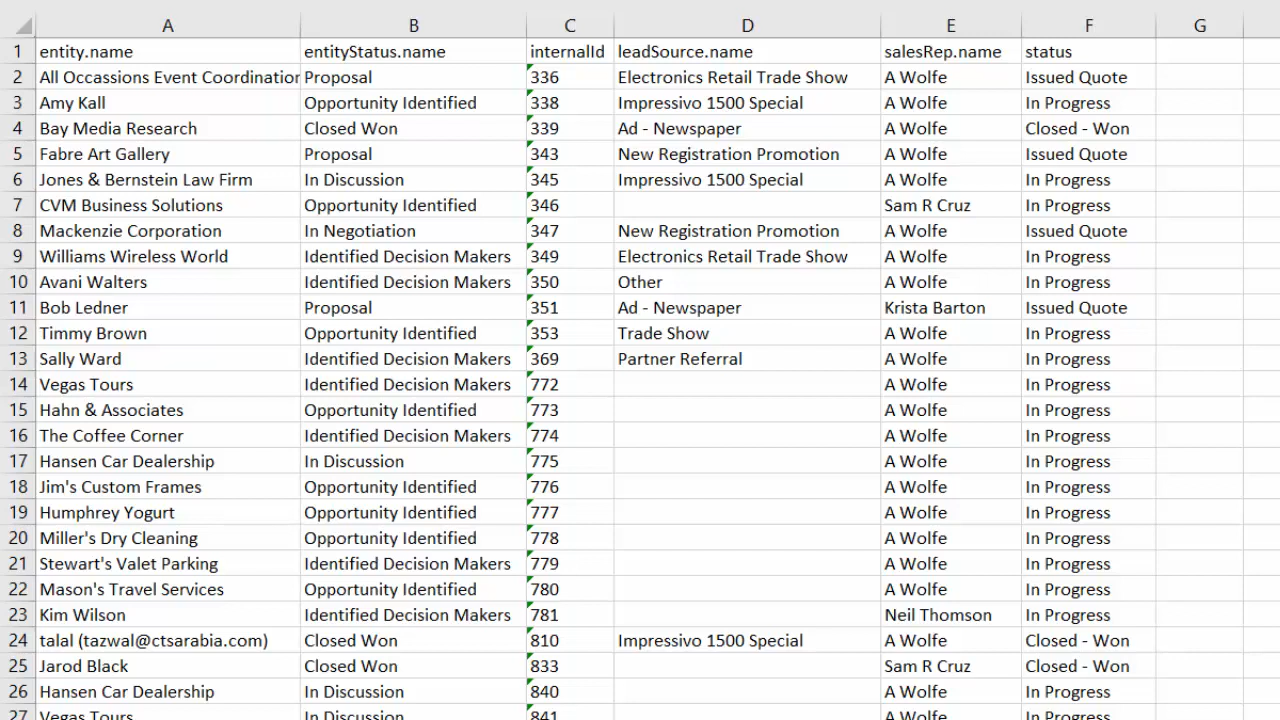 A B C D E F G
1 entity.name entityStatus.name internalId leadSource.name salesRep.name status
2 All Occassions Event Coordination Proposal 336 Electronics Retail Trade Show A Wolfe Issued Quote
3 Amy Kall Opportunity Identified 338 Impressivo 1500 Special A Wolfe In Progress
4 Bay Media Research Closed Won 339 Ad - Newspaper A Wolfe Closed - Won
5 Fabre Art Gallery Proposal 343 New Registration Promotion A Wolfe Issued Quote
6 Jones & Bernstein Law Firm In Discussion 345 Impressivo 1500 Special A Wolfe In Progress
7 CVM Business Solutions Opportunity Identified 346 Sam R Cruz In Progress
8 Mackenzie Corporation In Negotiation 347 New Registration Promotion A Wolfe Issued Quote
9 Williams Wireless World Identified Decision Makers 349 Electronics Retail Trade Show A Wolfe In Progress
10 Avani Walters Identified Decision Makers 350 Other A Wolfe In Progress
11 Bob Ledner Proposal 351 Ad - Newspaper Krista Barton Issued Quote
12 Timmy Brown Opportunity Identified 353 Trade Show A Wolfe In Progress
13 Sally Ward Identified Decision Makers 369 Partner Referral A Wolfe In Progress
14 Vegas Tours Identified Decision Makers 772 A Wolfe In Progress
15 Hahn & Associates Opportunity Identified 773 A Wolfe In Progress
16 The Coffee Corner Identified Decision Makers 774 A Wolfe In Progress
17 Hansen Car Dealership In Discussion 775 A Wolfe In Progress
18 Jim's Custom Frames Opportunity Identified 776 A Wolfe In Progress
19 Humphrey Yogurt Opportunity Identified 777 A Wolfe In Progress
20 Miller's Dry Cleaning Opportunity Identified 778 A Wolfe In Progress
21 Stewart's Valet Parking Identified Decision Makers 779 A Wolfe In Progress
22 Mason's Travel Services Opportunity Identified 780 A Wolfe In Progress
23 Kim Wilson Identified Decision Makers 781 Neil Thomson In Progress
24 talal (tazwal@ctsarabia.com) Closed Won 810 Impressivo 1500 Special A Wolfe Closed - Won
25 Jarod Black Closed Won 833 Sam R Cruz Closed - Won
26 Hansen Car Dealership In Discussion 840 A Wolfe In Progress
27 Vegas Tours In Discussion 841 A Wolfe In Progress